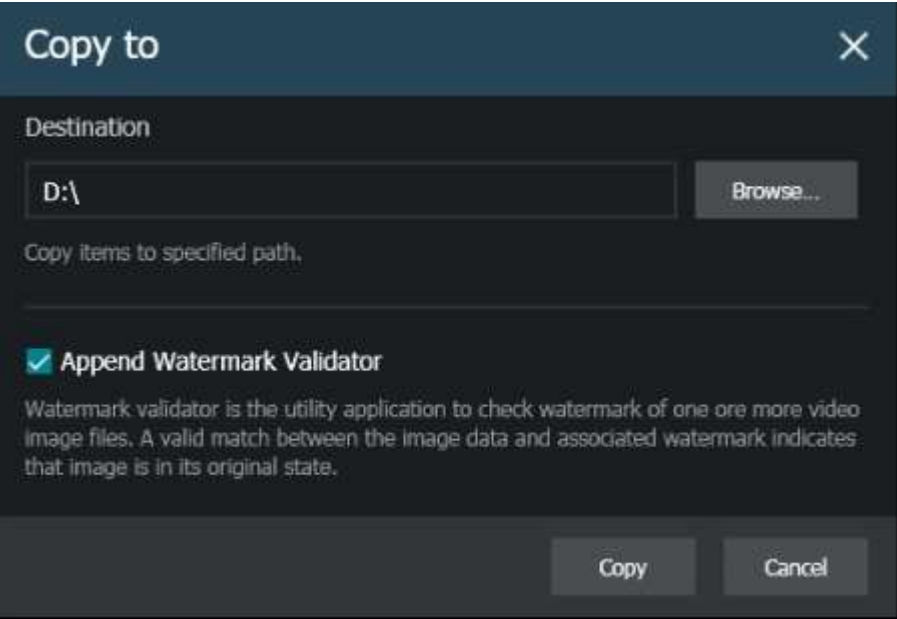 Copy to
Destination
D:\
Browse...
Copy items to specified path.
Append Watermark Validator
Watermark validator is the utility application to check watermark of one ore more video
image files. A valid match between the image data and associated watermark indicates
that image is in its original state.
Copy
Cancel